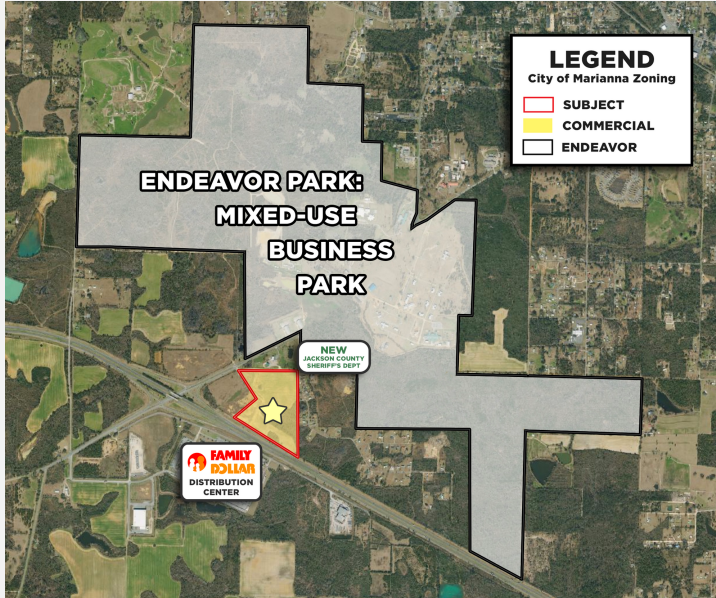 LEGEND
City of Marianna Zoning
SUBJECT
COMMERCIAL
ENDEAVOR
ENDEAVOR PARK:
MIXED-USE
BUSINESS
PARK
NEW
JACKSON COUNTY
SHERIFF'S DEPT
FAMILY
DOLLAR
DISTRIBUTION
CENTER